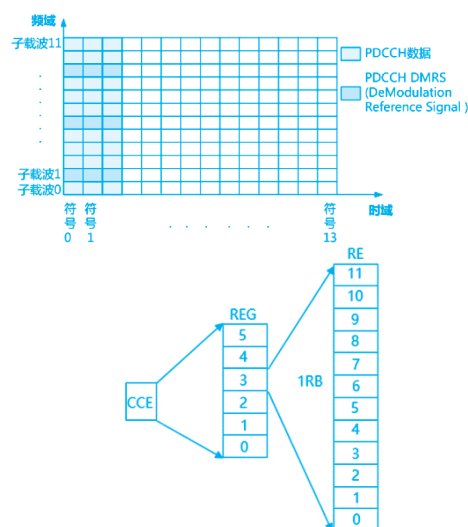 频域
子载波11
PDCCH数据
PDCCH DMRS
(DeModulation
Reference Signal )
子载波1
子载波0
符号0
符号1
. . . . . .
符号13
时域
RE
REG
CCE
1RB
5
4
3
2
1
0
11
10
9
8
7
6
5
4
3
2
1
0